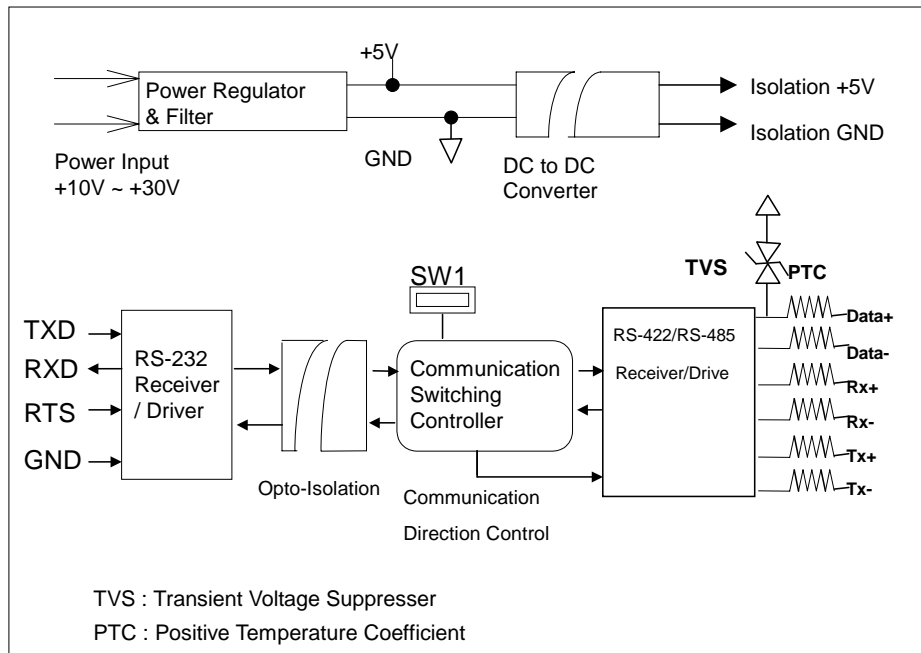 +5V
Power Regulator
& Filter
Isolation +5V
Isolation GND
GND
Power Input
+10V ~ +30V
DC to DC
Converter
TVS
PTC
SW1
TXD
RXD
RTS
GND
RS-232
Receiver
/ Driver
Communication
Switching
Controller
RS-422/RS-485
Receiver/Drive
Data+
Data-
Rx+
Rx-
Tx+
Tx-
Opto-Isolation
Communication
Direction Control
TVS : Transient Voltage Suppresser
PTC : Positive Temperature Coefficient